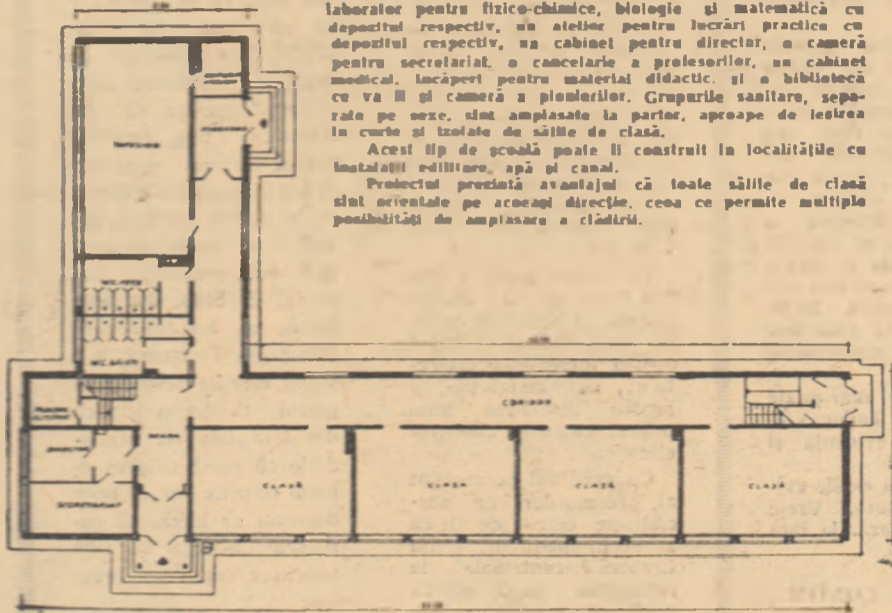 laborator pentru fizico-chimice, biologie și matematică cu
depozitul respectiv, un atelier pentru lucrări practice cu
depozitul respectiv, un cabinet pentru director, o cameră
pentru secretariat, o cancelarie a profesorilor, un cabinet
medical, încăperi pentru material didactic, și o bibliotecă
ce va fi și cameră a pionierilor. Grupurile sanitare, sepa-
rate pe sexe, sînt amplasate la parter, aproape de ieșirea
în curte și izolate de sălile de clasă.
Acest tip de școală poate fi construit în localitățile cu
instalații edilitare, apă și canal.
Proiectul prezintă avantajul că toate sălile de clasă
sînt orientate pe aceeași direcție, ceea ce permite multiple
posibilități de amplasare a clădirii.
CORIDOR
DIRECTOR
SECRETARIAT
CLASĂ
CLASĂ
CLASĂ
CLASĂ